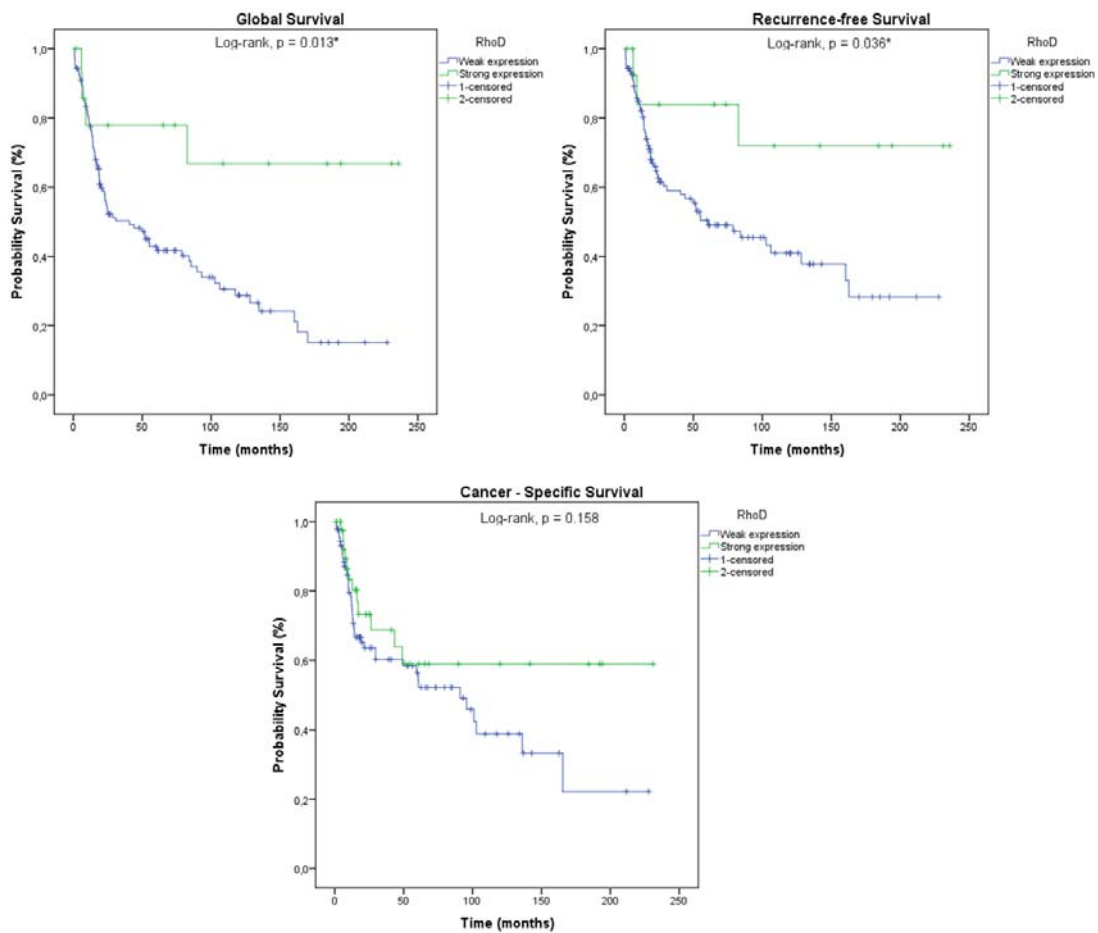 Global Survival
Log-rank, p = 0.013*
RhoD
Weak expression
Strong expression
1-censored
2-censored
Probability Survival (%)
1,0
0,8
0,6
0,4
0,2
0,0
0 50 100 150 200 250
Time (months)
Recurrence-free Survival
Log-rank, p = 0.036*
RhoD
Weak expression
Strong expression
1-censored
2-censored
Probability Survival (%)
1,0
0,8
0,6
0,4
0,2
0,0
0 50 100 150 200 250
Time (months)
Cancer - Specific Survival
Log-rank, p = 0.158
RhoD
Weak expression
Strong expression
1-censored
2-censored
Probability Survival (%)
1,0
0,8
0,6
0,4
0,2
0,0
0 50 100 150 200 250
Time (months)